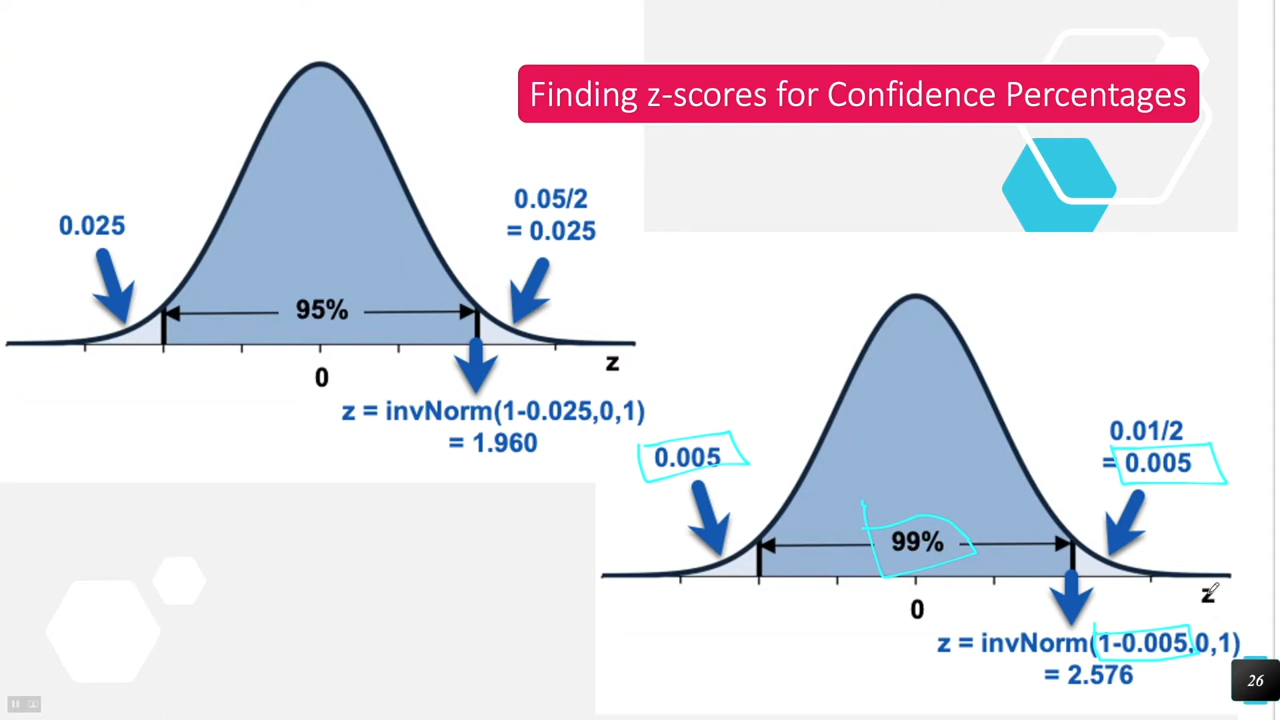 Finding z-scores for Confidence Percentages
0.025
0.05/2
= 0.025
95%
0
z
z = invNorm(1-0.025,0,1)
= 1.960
0.005
0.01/2
= 0.005
99%
0
z
z = invNorm(1-0.005,0,1)
= 2.576
26